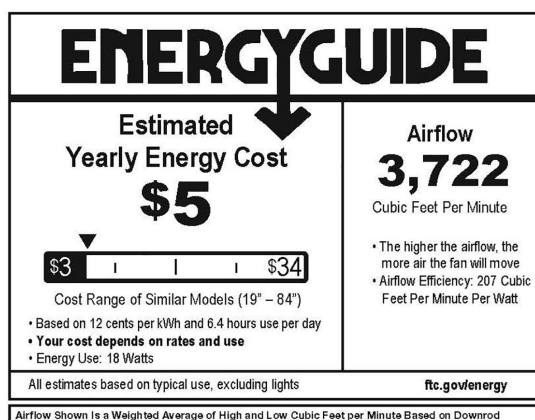 ENERGYGUIDE
Estimated
Yearly Energy Cost
$5
$3
$34
Cost Range of Similar Models (19” – 84”)
• Based on 12 cents per kWh and 6.4 hours use per day
• Your cost depends on rates and use
• Energy Use: 18 Watts
Airflow
3,722
Cubic Feet Per Minute
• The higher the airflow, the
more air the fan will move
• Airflow Efficiency: 207 Cubic
Feet Per Minute Per Watt
All estimates based on typical use, excluding lights
ftc.gov/energy
Airflow Shown Is a Weighted Average of High and Low Cubic Feet per Minute Based on Downrod